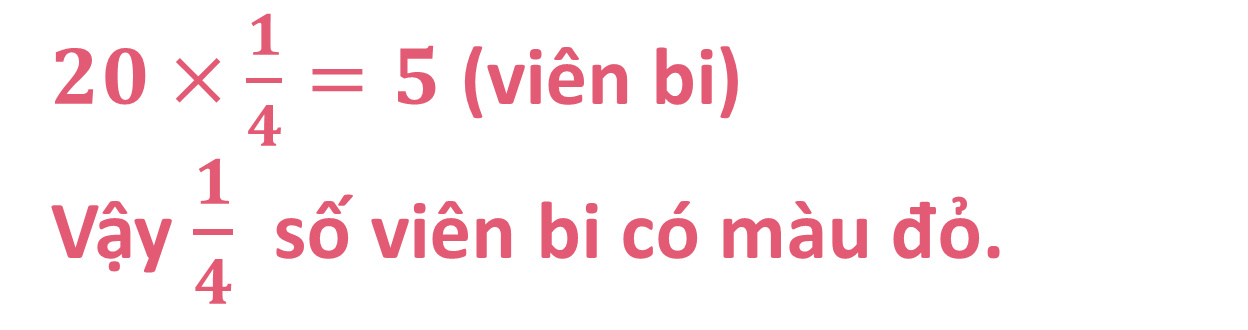 20 × 1/4 = 5 (viên bi)
Vậy 1/4 số viên bi có màu đỏ.